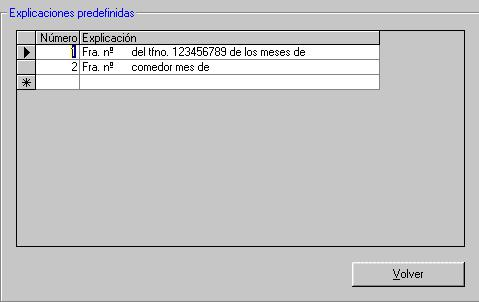 Explicaciones predefinidas
Número Explicación
1 Fra. nº del tfno. 123456789 de los meses de
2 Fra. nº comedor mes de
Volver